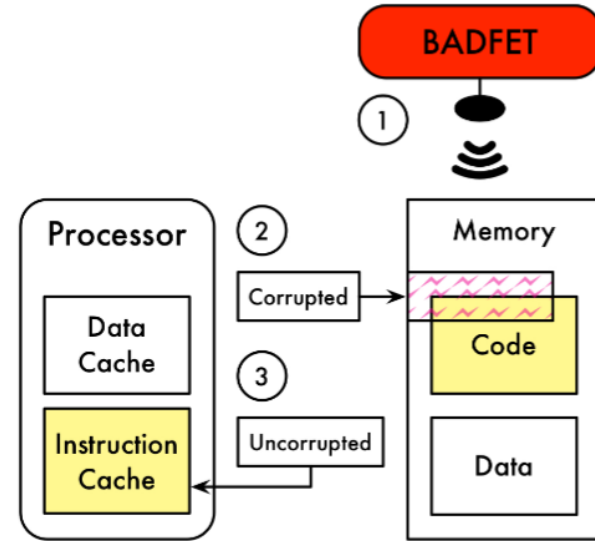 BADFET
1
Processor
2
Memory
Corrupted
Data
Cache
Code
3
Instruction
Cache
Uncorrupted
Data